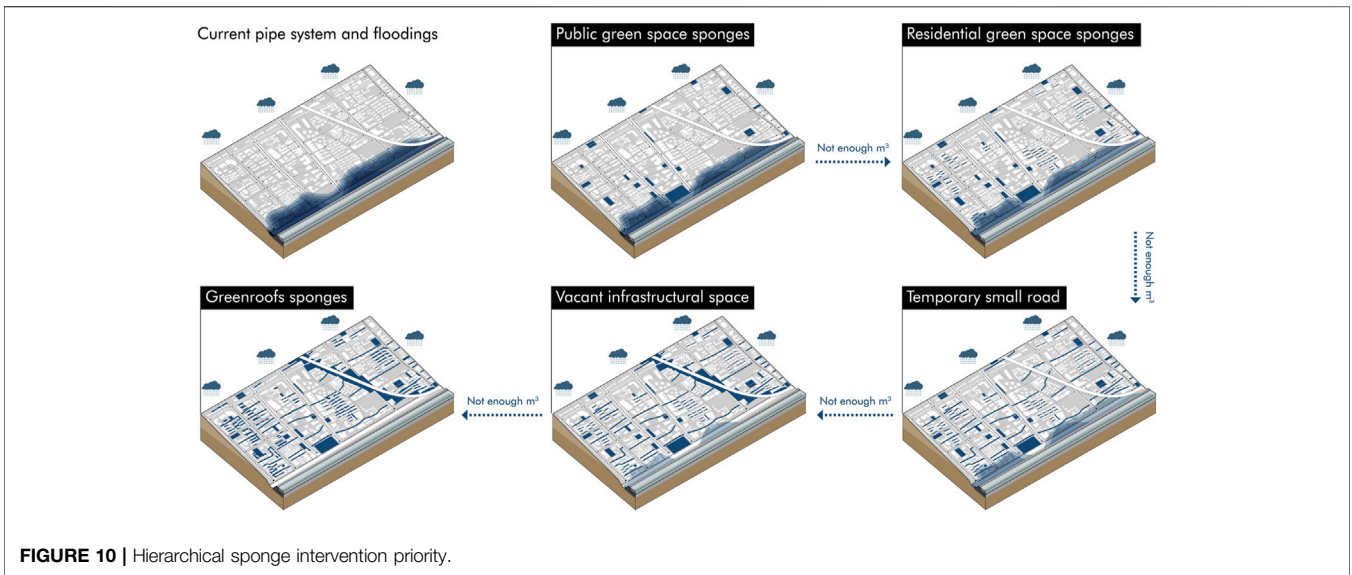 Current pipe system and floodings
Public green space sponges
Not enough m³
Residential green space sponges
Not enough m³
Temporary small road
Not enough m³
Vacant infrastructural space
Not enough m³
Greenroofs sponges
FIGURE 10 | Hierarchical sponge intervention priority.